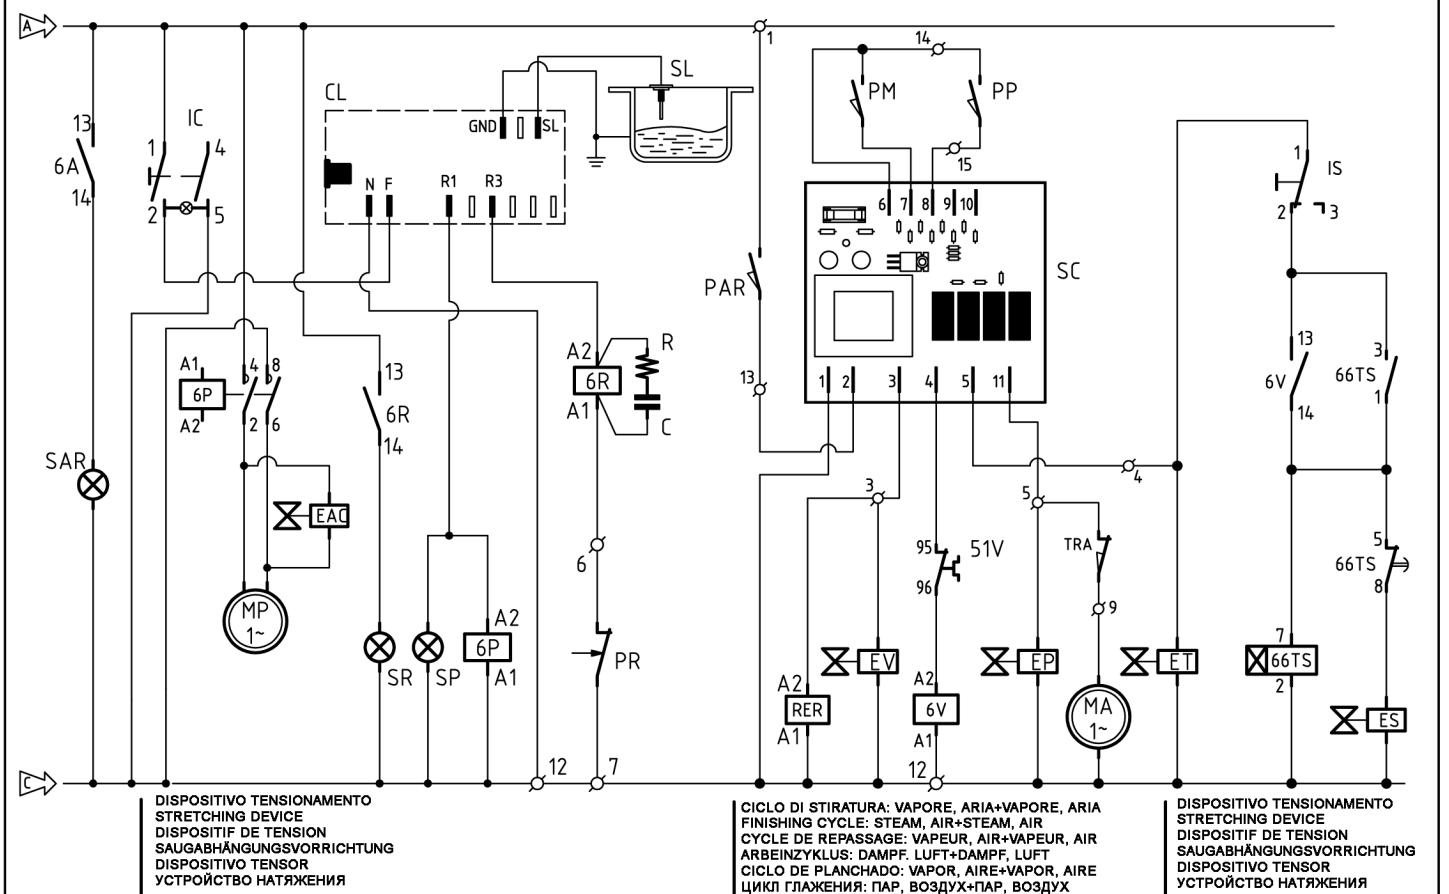 A
1
14
SL
CL
PM
PP
13
IC
GND
SL
6A
1
4
15
1
IS
14
N F
R1
R3
2
5
6
7
8
9
10
2
3
SC
PAR
A2
R
A1
4
8
13
3
6P
13
6R
13
1
2
3
4
5
11
6V
66TS
A2
2
6
6R
A1
C
14
1
14
SAR
3
5
4
EAC
95
51V
TRA
5
66TS
6
96
8
MP
1~
9
A2
7
6P
PR
EV
EP
ET
66TS
SR
SP
A1
A2
A2
2
RER
6V
MA
1~
ES
A1
A1
C
12
7
12
DISPOSITIVO TENSIONAMENTO
STRETCHING DEVICE
DISPOSITIF DE TENSION
SAUGABHÄNGUNGSVORRICHTUNG
DISPOSITIVO TENSOR
УСТРОЙСТВО НАТЯЖЕНИЯ
CICLO DI STIRATURA: VAPORE, ARIA+VAPORE, ARIA
FINISHING CYCLE: STEAM, AIR+STEAM, AIR
CYCLE DE REPASSAGE: VAPEUR, AIR+VAPEUR, AIR
ARBEINZYKLUS: DAMPF. LUFT+DAMPF, LUFT
CICLO DE PLANCHADO: VAPOR, AIRE+VAPOR, AIRE
ЦИКЛ ГЛАЖЕНИЯ: ПАР, ВОЗДУХ+ПАР, ВОЗДУХ
DISPOSITIVO TENSIONAMENTO
STRETCHING DEVICE
DISPOSITIF DE TENSION
SAUGABHÄNGUNGSVORRICHTUNG
DISPOSITIVO TENSOR
УСТРОЙСТВО НАТЯЖЕНИЯ